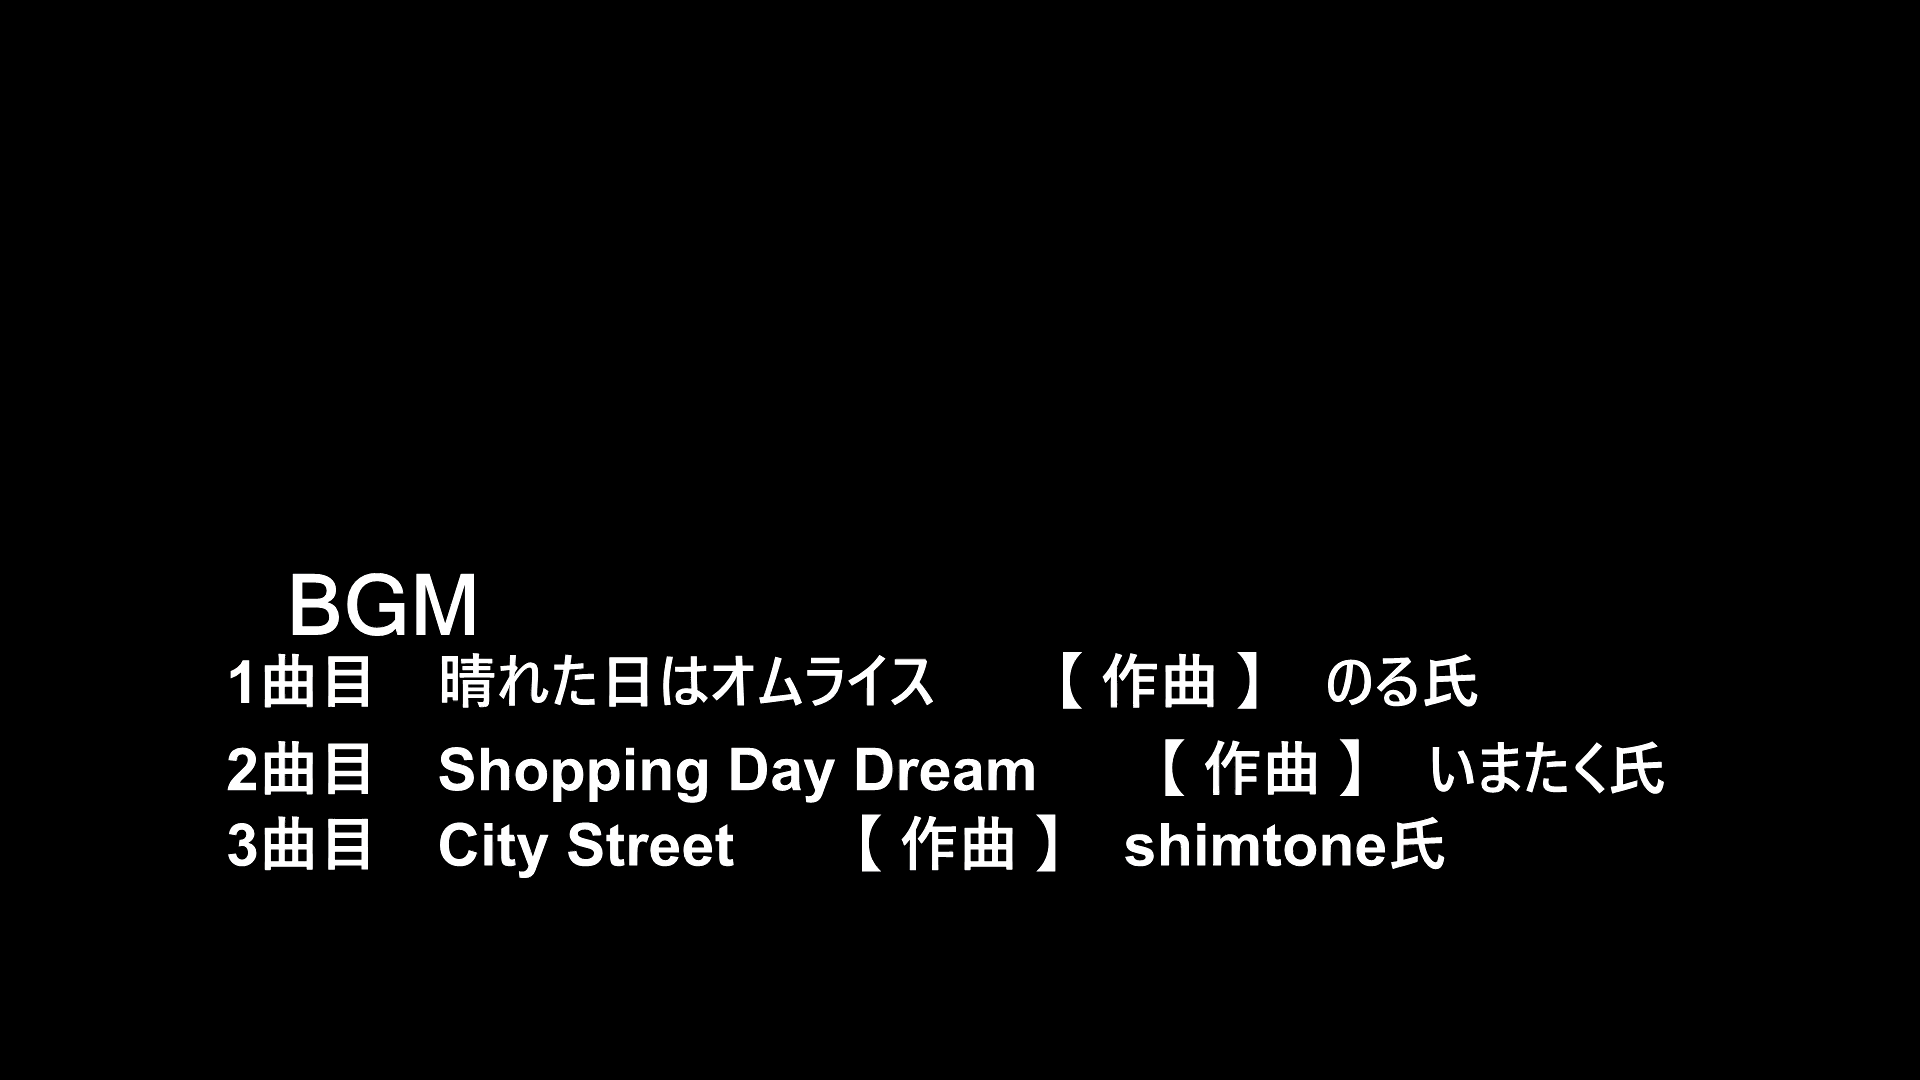 BGM
1曲目　晴れた日はオムライス　　【 作曲 】　のる氏
2曲目　Shopping Day Dream　　【 作曲 】　いまたく氏
3曲目　City Street　　【 作曲 】　shimtone氏